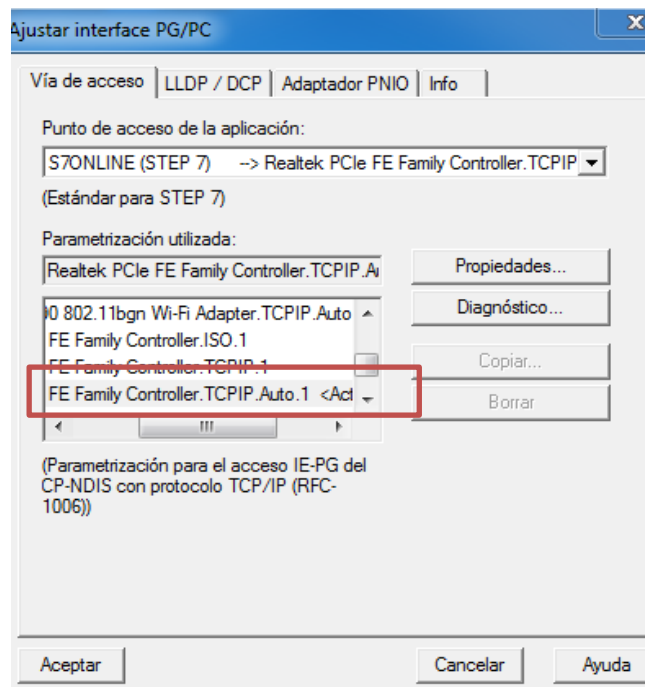 Ajustar interface PG/PC
Vía de acceso LLDP / DCP Adaptador PNIO Info
Punto de acceso de la aplicación:
S7ONLINE (STEP 7) --> Realtek PCIe FE Family Controller.TCPIP
(Estándar para STEP 7)
Parametrización utilizada:
Realtek PCIe FE Family Controller.TCPIP.A
Propiedades...
Diagnóstico...
Copiar...
Borrar
0 802.11bgn Wi-Fi Adapter.TCPIP.Auto
FE Family Controller.ISO.1
FE Family Controller.TCPIP.1
FE Family Controller.TCPIP.Auto.1 <Act
(Parametrización para el acceso IE-PG del
CP-NDIS con protocolo TCP/IP (RFC-
1006))
Aceptar Cancelar Ayuda